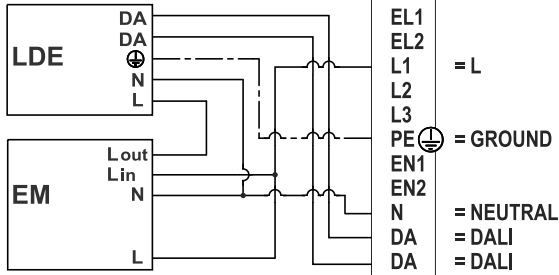 LDE
DA
DA
N
L
EM
Lout
Lin
N
L
EL1
EL2
L1 = L
L2
L3
PE = GROUND
EN1
EN2
N = NEUTRAL
DA = DALI
DA = DALI